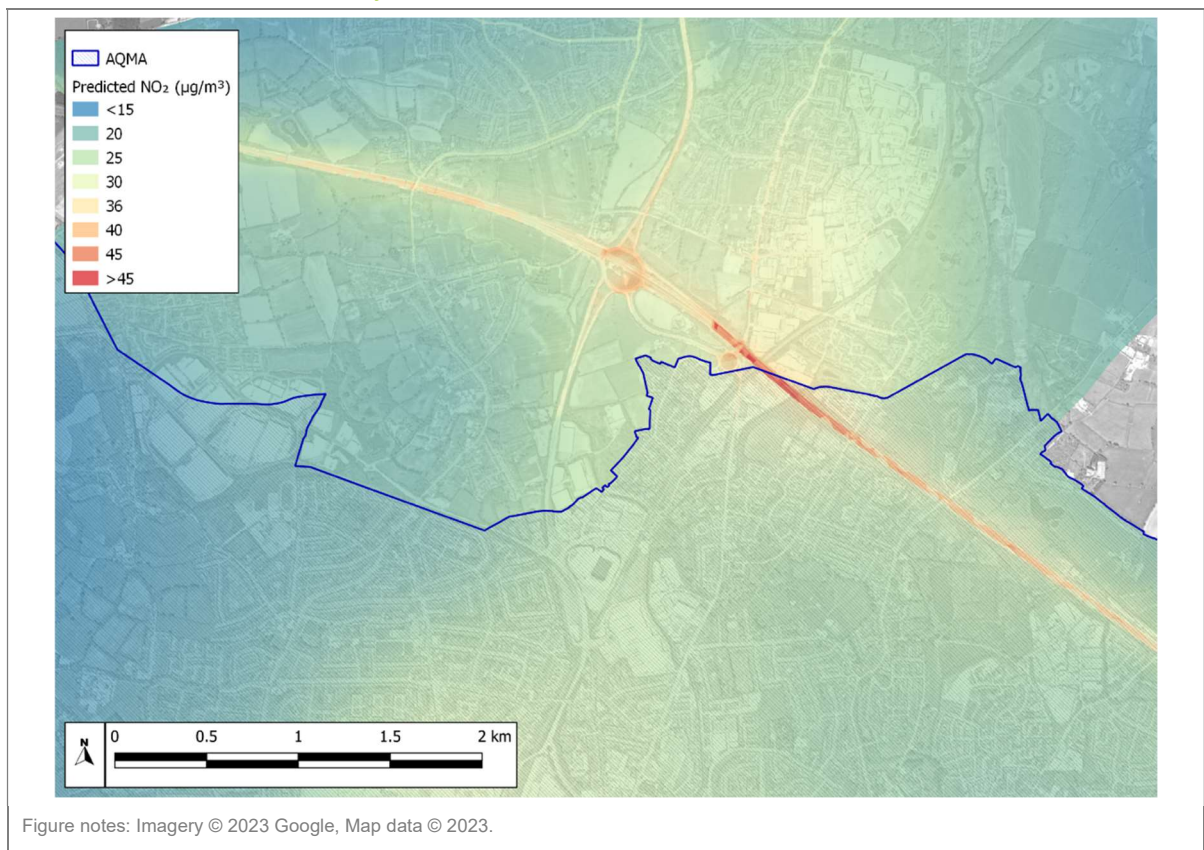 AQMA
Predicted NO₂ (µg/m³)
<15
20
25
30
36
40
45
>45
N
0 0.5 1 1.5 2 km
Figure notes: Imagery © 2023 Google, Map data © 2023.